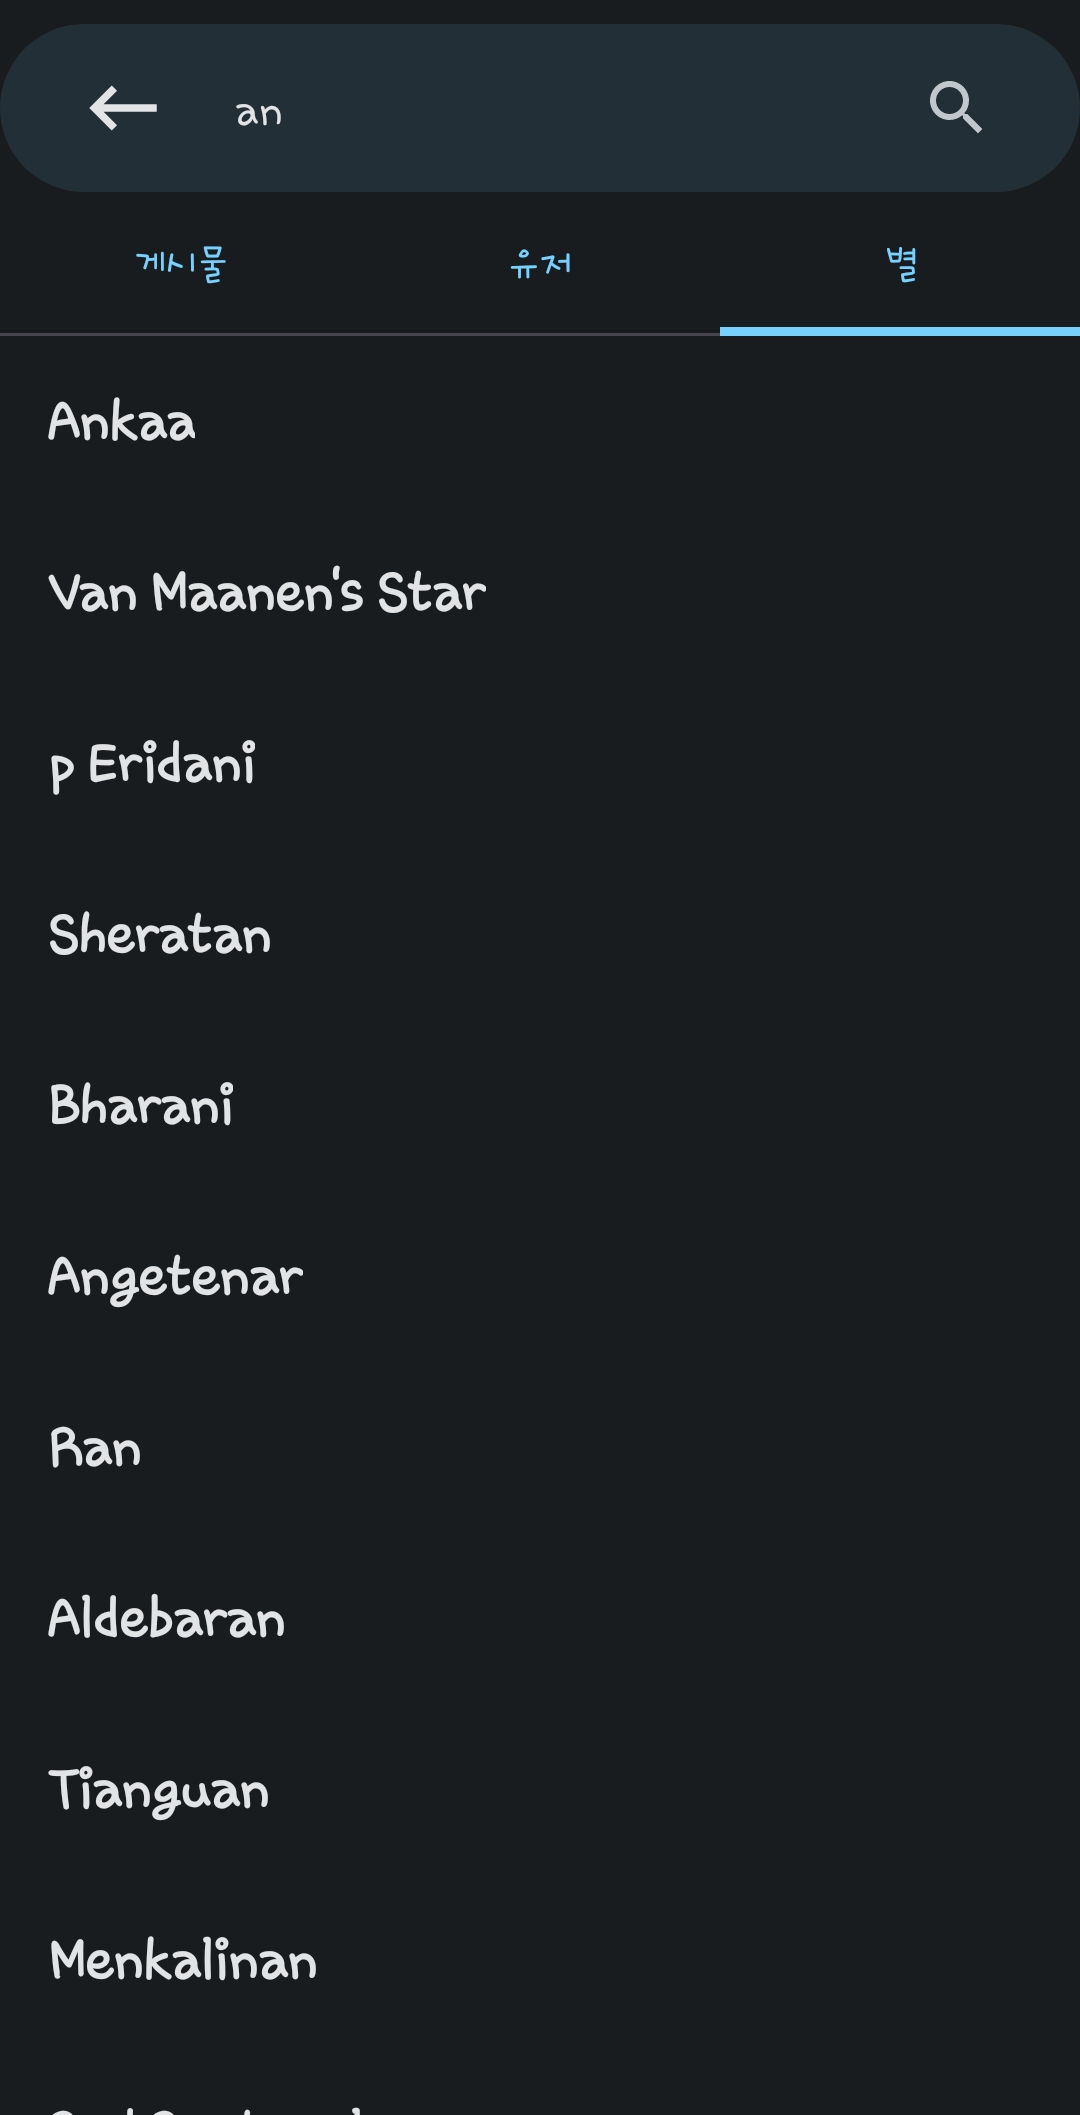 an
게시물 유저 별
Ankaa
Van Maanen's Star
p Eridani
Sheratan
Bharani
Angetenar
Ran
Aldebaran
Tianguan
Menkalinan